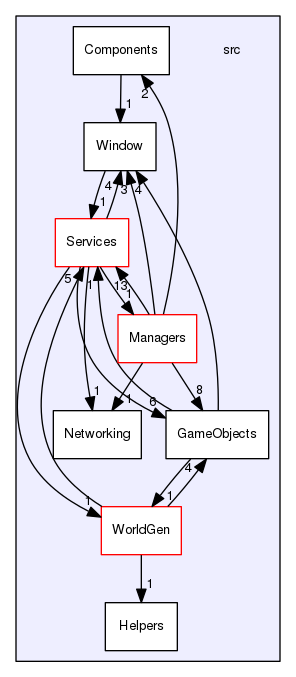 Components
src
2
1
Window
4
1
3
4
Services
5
1
13
1
Managers
1
1
6
1
8
Networking
GameObjects
4
1
1
WorldGen
1
Helpers